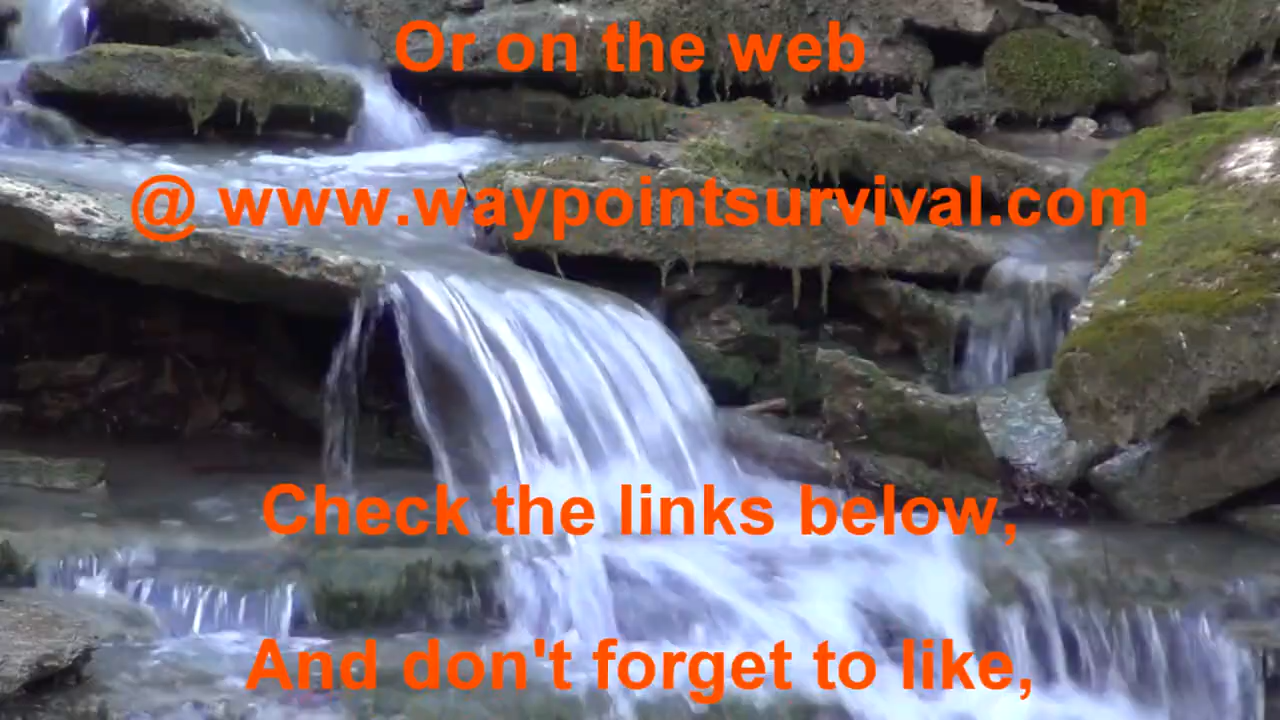 Or on the web
@ www.waypointsurvival.com
Check the links below,
And don't forget to like,